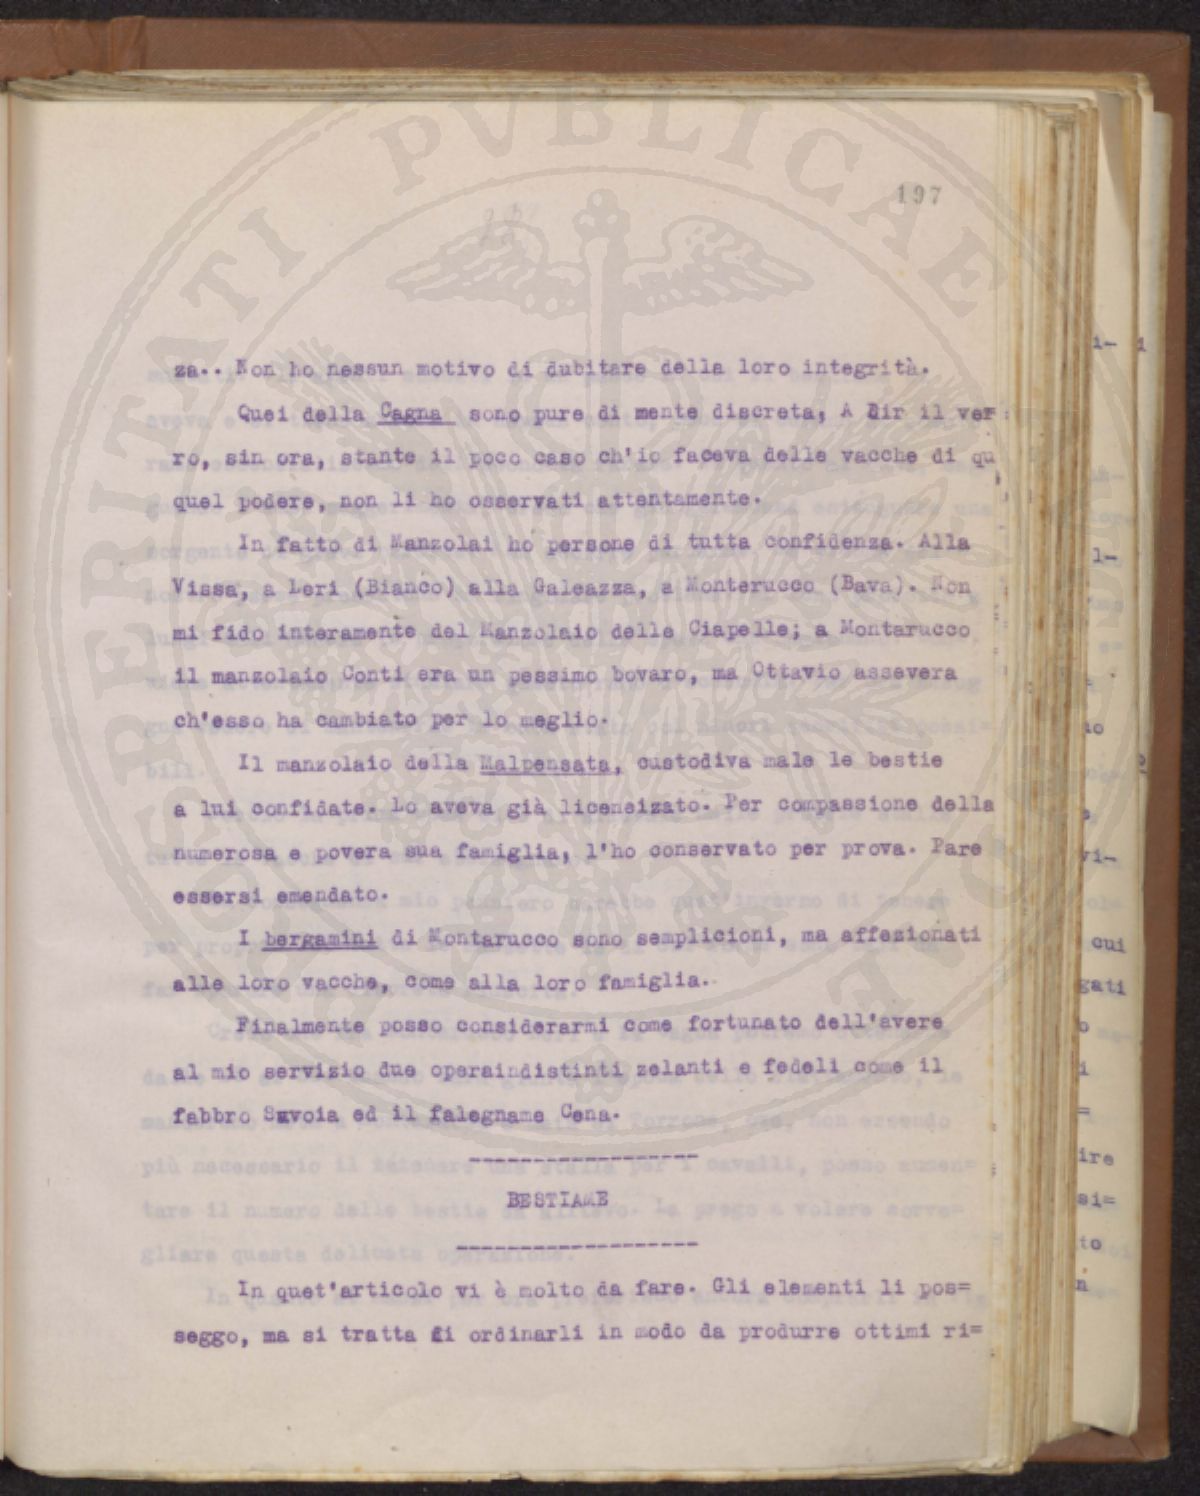 PROSPERITATI PVBLICAE
197
za.. Non ho nessun motivo di dubitare della loro integrità.
Quei della Cagna sono pure di mente discreta, A dir il ver=
ro, sin ora, stante il poco caso ch'io faceva delle vacche di qu
quel podere, non li ho osservati attentamente.
In fatto di Manzolai ho persone di tutta confidenza. Alla
Vissa, a Leri (Bianco) alla Galeazza, a Monterucco (Bava). Non
mi fido interamente del Manzolaio delle Ciapelle; a Montarucco
il manzolaio Conti era un pessimo bovaro, ma Ottavio assevera
ch'esso ha cambiato per lo meglio.
Il manzolaio della Malpensata, custodiva male le bestie
a lui confidate. Lo aveva già liceneizato. Per compassione della
numerosa e povera sua famiglia, l'ho conservato per prova. Pare
essersi emendato.
I bergamini di Montarucco sono semplicioni, ma affezionati
alle loro vacche, come alla loro famiglia..
Finalmente posso considerarmi come fortunato dell'avere
al mio servizio due operaindistinti zelanti e fedeli come il
fabbro Savoia ed il falegname Cena.
-------------------
BESTIAME
-------------------
In quet'articolo vi è molto da fare. Gli elementi li pos=
seggo, ma si tratta di ordinarli in modo da produrre ottimi ri=